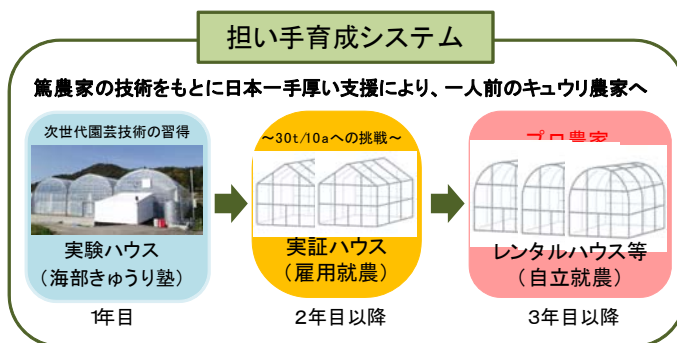 担い手育成システム
篤農家の技術をもとに日本一手厚い支援により、一人前のキュウリ農家へ
次世代園芸技術の習得
実験ハウス
（海部きゅうり塾）
1年目
～30t/10aへの挑戦～
実証ハウス
（雇用就農）
2年目以降
プロ農家
レンタルハウス等
（自立就農）
3年目以降